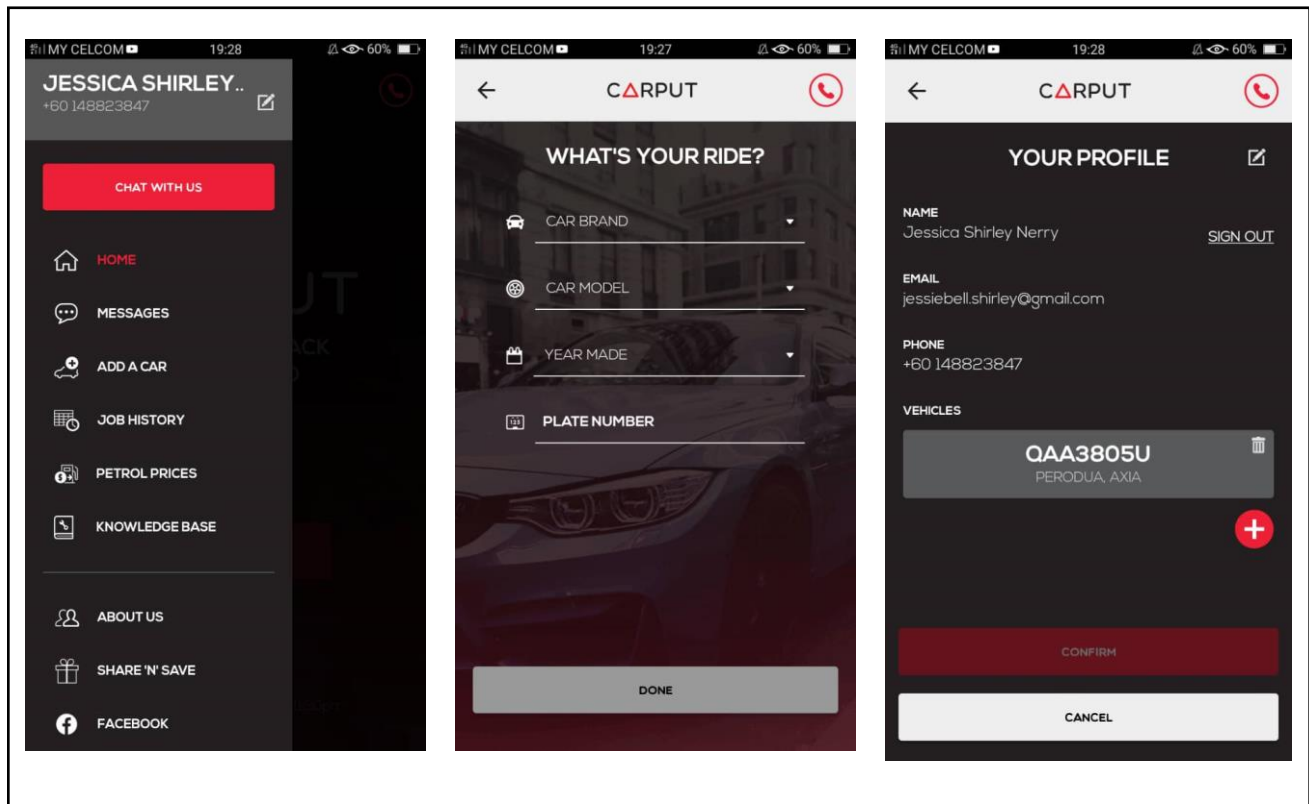 MY CELCOM 19:28 60%
JESSICA SHIRLEY..
+60 148823847
CHAT WITH US
HOME
MESSAGES
ADD A CAR
JOB HISTORY
PETROL PRICES
KNOWLEDGE BASE
ABOUT US
SHARE 'N' SAVE
FACEBOOK
UT
ACK
MY CELCOM 19:27 60%
CARPUT
WHAT'S YOUR RIDE?
CAR BRAND
CAR MODEL
YEAR MADE
123 PLATE NUMBER
DONE
MY CELCOM 19:28 60%
CARPUT
YOUR PROFILE
NAME
Jessica Shirley Nerry
SIGN OUT
EMAIL
jessiebell.shirley@gmail.com
PHONE
+60 148823847
VEHICLES
QAA3805U
PERODUA, AXIA
CONFIRM
CANCEL